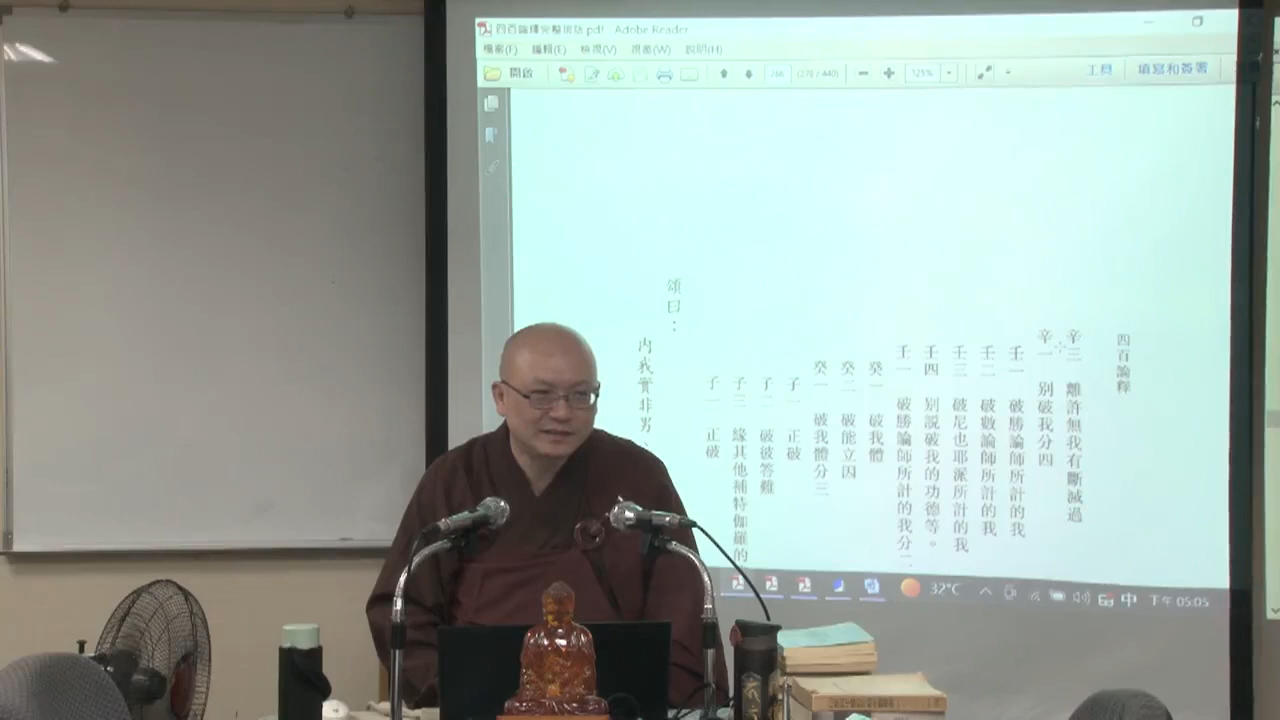 四百論釋完整排版.pdf - Adobe Reader
檔案(F) 編輯(E) 檢視(V) 視窗(W) 說明(H)
開啟 266 (278 / 440) 125% 工具 填寫和簽署
四百論釋
辛三 離許無我有斷滅過
辛一 別破我分四
壬一 破勝論師所計的我
壬二 破數論師所計的我
壬三 破尼也耶派所計的我
壬四 別說破我的功德等。
壬一 破勝論師所計的我分二
癸一 破我體
癸二 破能立因
癸一 破我體分三
子一 正破
子二 破彼答難
子三 緣其他補特伽羅的
子一 正破
頌曰：
內我實非男、
32°C 中 下午 05:05